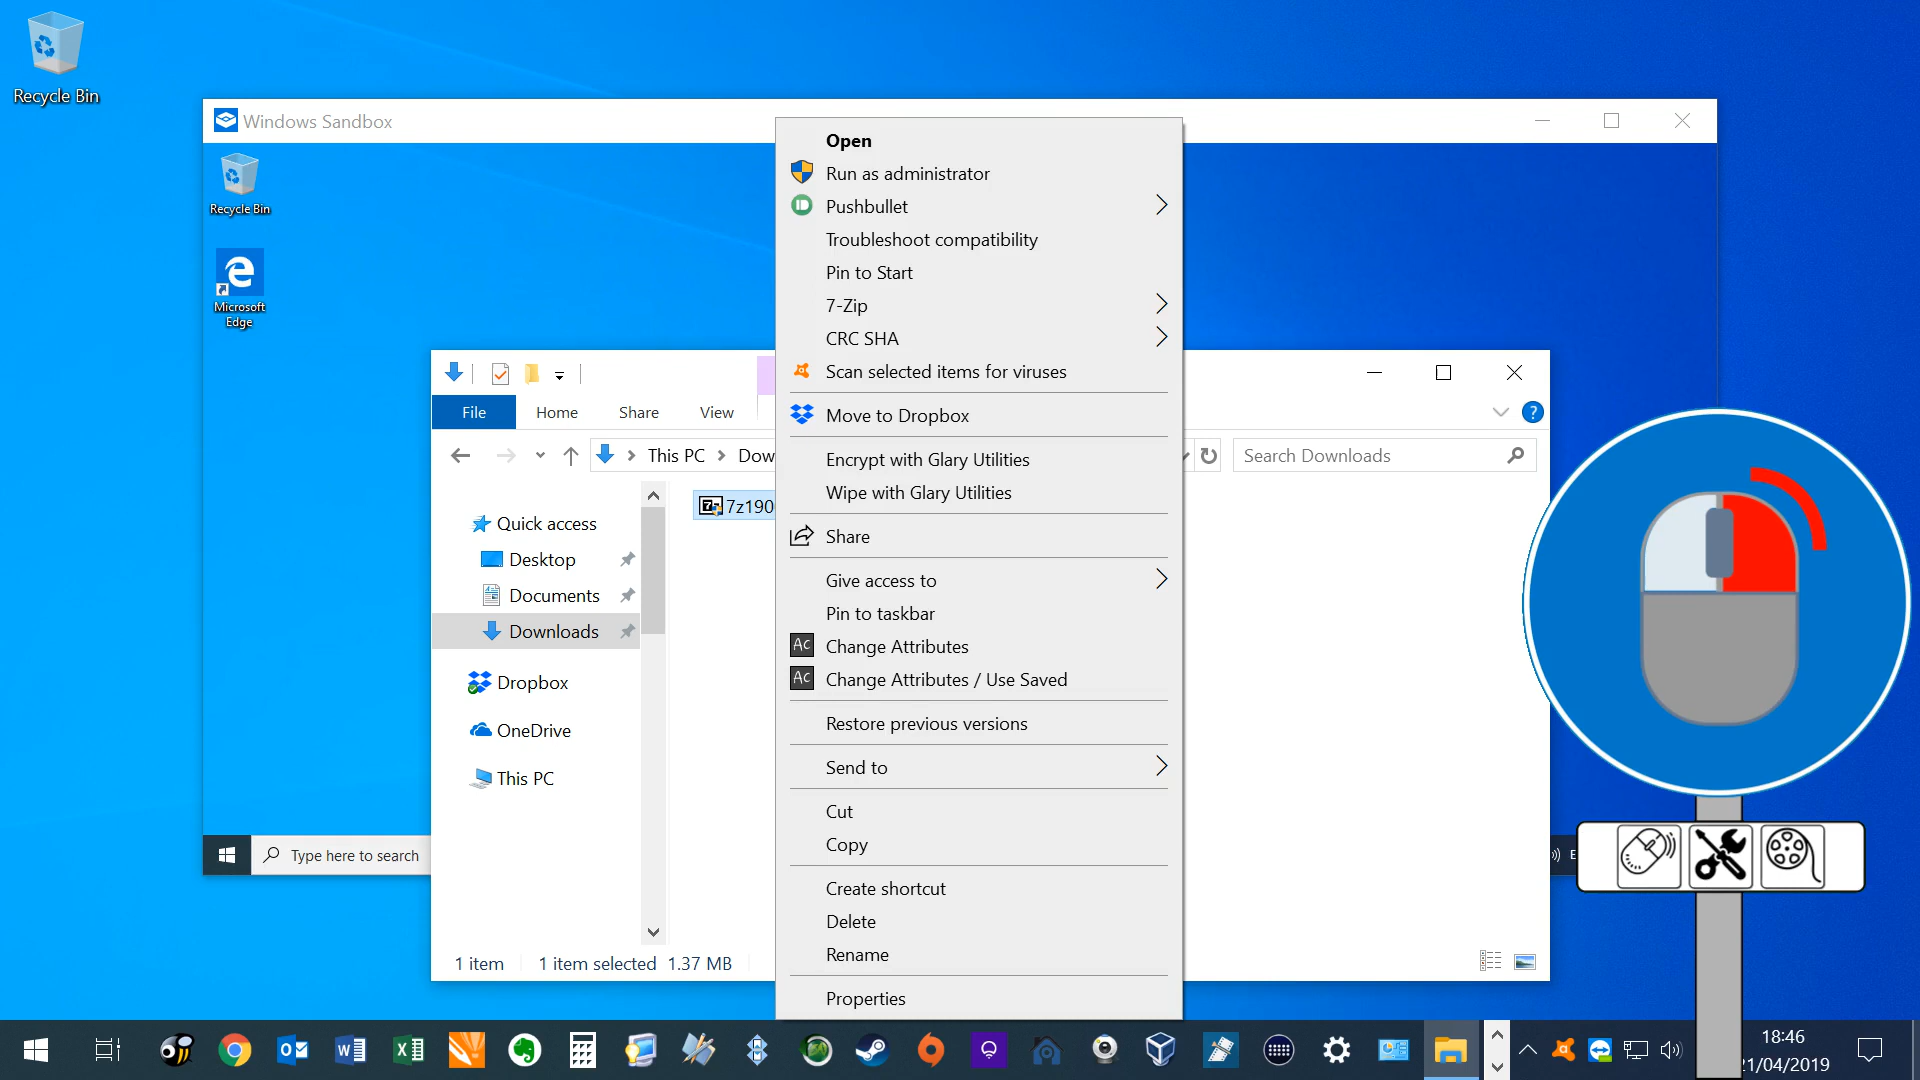 Recycle Bin
Windows Sandbox
Recycle Bin
Microsoft
Edge
Open
Run as administrator
Pushbullet
Troubleshoot compatibility
Pin to Start
7-Zip
CRC SHA
Scan selected items for viruses
Move to Dropbox
Encrypt with Glary Utilities
Wipe with Glary Utilities
Share
Give access to
Pin to taskbar
Ac Change Attributes
Ac Change Attributes / Use Saved
Restore previous versions
Send to
Cut
Copy
Create shortcut
Delete
Rename
Properties
File Home Share View
This PC Dow
Search Downloads
7z190
Quick access
Desktop
Documents
Downloads
Dropbox
OneDrive
This PC
1 item 1 item selected 1.37 MB
Type here to search
E
18:46
21/04/2019